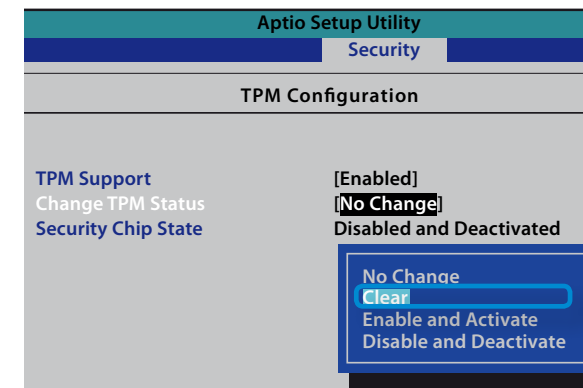 Aptio Setup Utility
Security
TPM Configuration
TPM Support [Enabled]
Change TPM Status [No Change]
Security Chip State Disabled and Deactivated
No Change
Clear
Enable and Activate
Disable and Deactivate